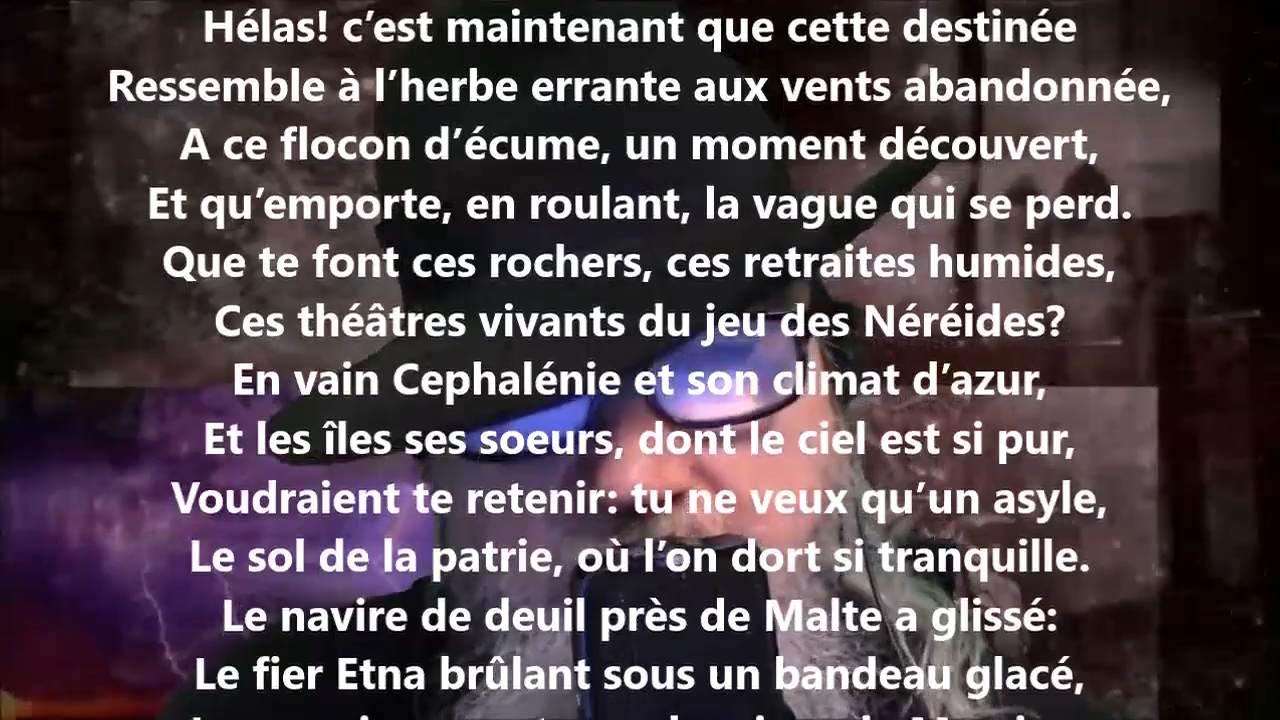 Hélas! c’est maintenant que cette destinée
Ressemble à l’herbe errante aux vents abandonnée,
A ce flocon d’écume, un moment découvert,
Et qu’emporte, en roulant, la vague qui se perd.
Que te font ces rochers, ces retraites humides,
Ces théâtres vivants du jeu des Néréides?
En vain Cephalénie et son climat d’azur,
Et les îles ses soeurs, dont le ciel est si pur,
Voudraient te retenir: tu ne veux qu’un asyle,
Le sol de la patrie, où l’on dort si tranquille.
Le navire de deuil près de Malte a glissé:
Le fier Etna brûlant sous un bandeau glacé,